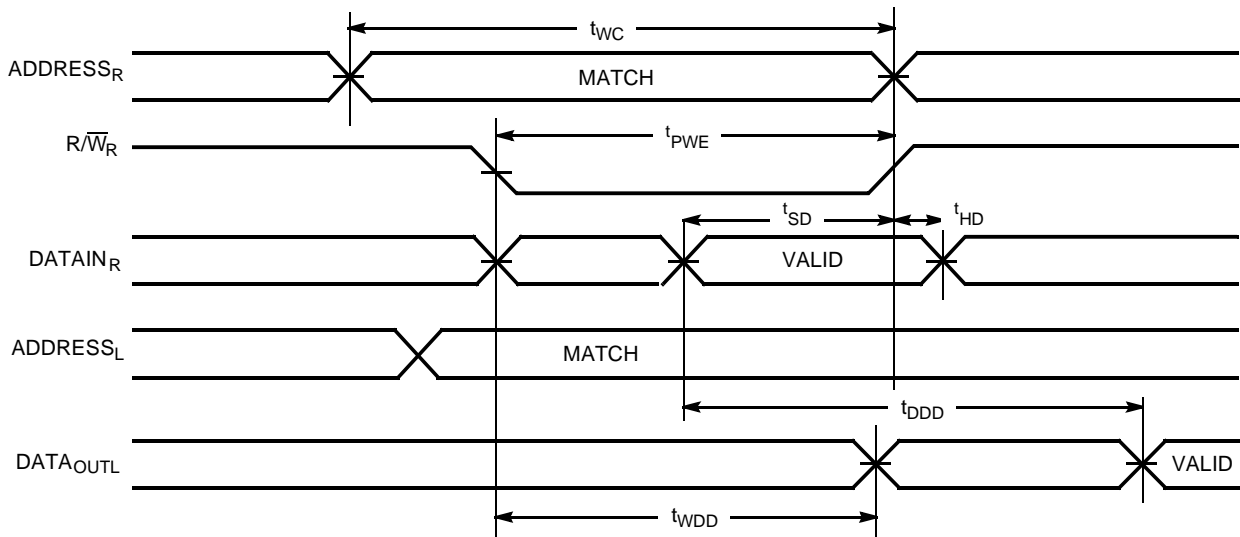 tWC
ADDRESSR
MATCH
R/W̅R
tPWE
tSD
tHD
DATAINR
VALID
ADDRESSL
MATCH
tDDD
DATAOUTL
VALID
tWDD